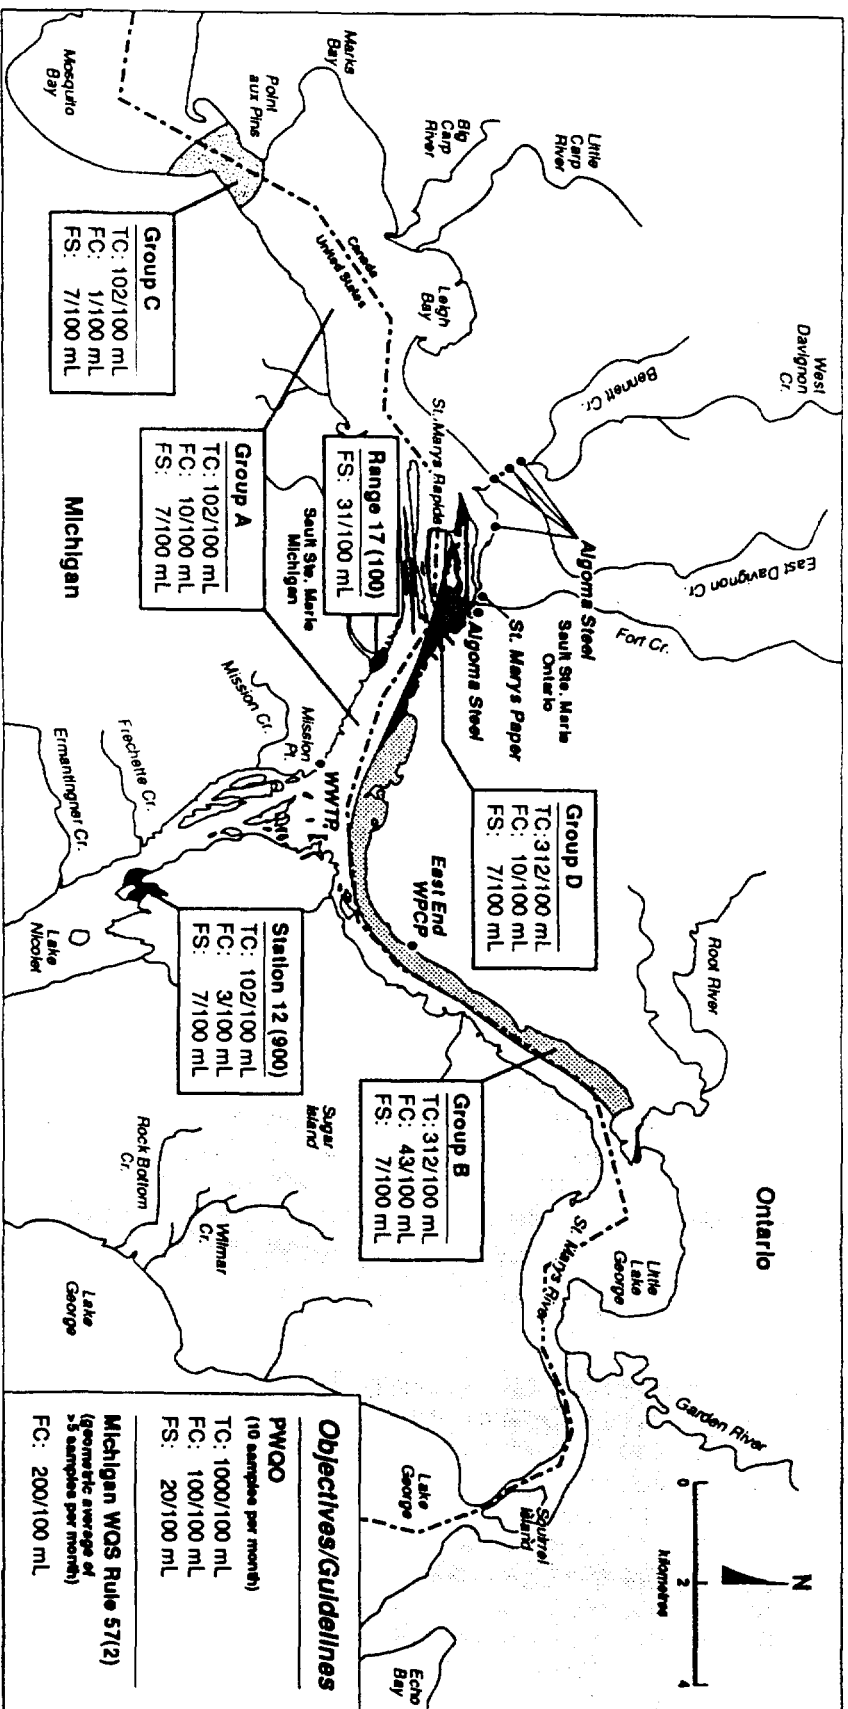 Ontario
West
Davignon
Cr.
Bennett Cr.
East Davignon Cr.
Fort Cr.
Little
Carp
River
Big
Carp
River
Marks
Bay
Point
aux Pins
Mosquito
Bay
Leigh
Bay
Canada
United States
St. Marys Rapids
Algoma Steel
Sault Ste. Marie
Ontario
St. Marys Paper
Algoma Steel
Root River
Garden River
Little
Lake
George
St. Marys River
East End
WPCP
Squirrel
Island
Lake
George
Echo
Bay
N
0
2
4
kilometres
Group C
TC: 102/100 mL
FC: 1/100 mL
FS: 7/100 mL
Group A
TC: 102/100 mL
FC: 10/100 mL
FS: 7/100 mL
Range 17 (100)
FS: 31/100 mL
Group D
TC: 312/100 mL
FC: 10/100 mL
FS: 7/100 mL
Station 12 (900)
TC: 102/100 mL
FC: 3/100 mL
FS: 7/100 mL
Group B
TC: 312/100 mL
FC: 43/100 mL
FS: 7/100 mL
Sault Ste. Marie
Michigan
Michigan
Mission Cr.
Mission
Pt.
WWTP
Frechette Cr.
Ermantingner Cr.
Lake
Nicolet
Sugar
Island
Rock Bottom
Cr.
Wilmar
Cr.
Lake
George
Objectives/Guidelines
PWQO
(10 samples per month)
TC: 1000/100 mL
FC: 100/100 mL
FS: 20/100 mL
Michigan WQS Rule 57(2)
(geometric average of
>5 samples per month)
FC: 200/100 mL